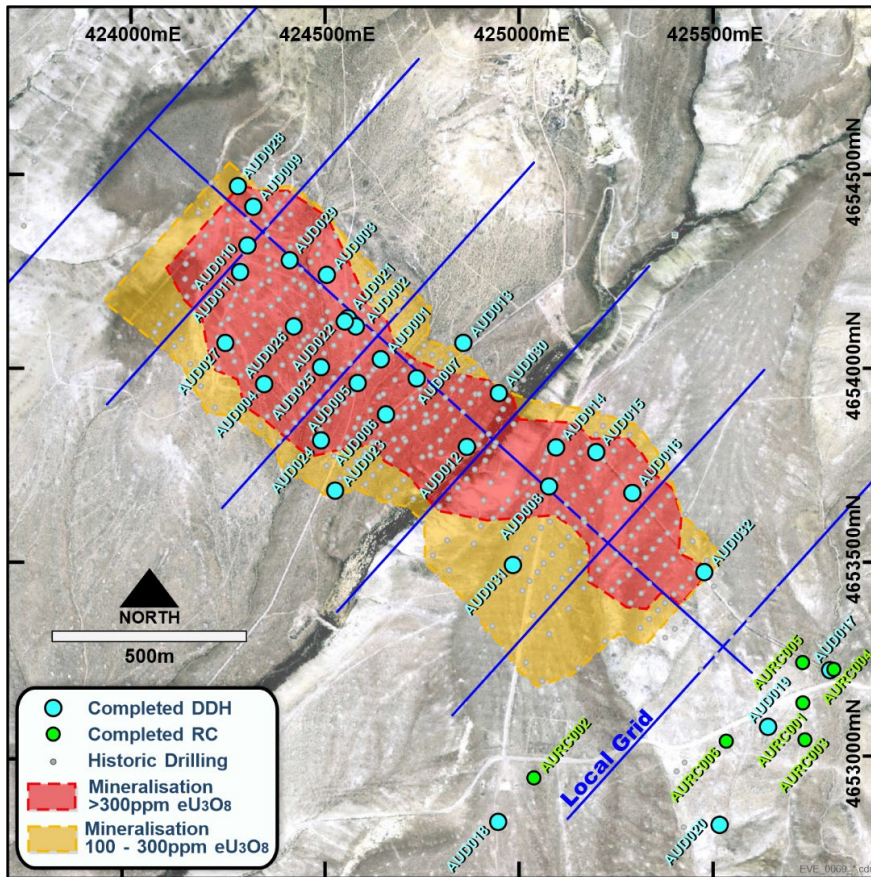 424000mE
424500mE
425000mE
425500mE
4654500mN
4654000mN
4653500mN
4653000mN
AUD028
AUD009
AUD029
AUD003
AUD010
AUD011
AUD021
AUD002
AUD001
AUD013
AUD022
AUD026
AUD027
AUD007
AUD030
AUD025
AUD004
AUD005
AUD006
AUD014
AUD015
AUD024
AUD023
AUD012
AUD016
AUD008
AUD032
AUD031
NORTH
500m
AURC005
AUD017
AURC004
AUD019
AURC001
AURC003
AURC006
AURC002
Local Grid
AUD018
AUD020
Completed DDH
Completed RC
Historic Drilling
Mineralisation
>300ppm eU₃O₈
Mineralisation
100 - 300ppm eU₃O₈